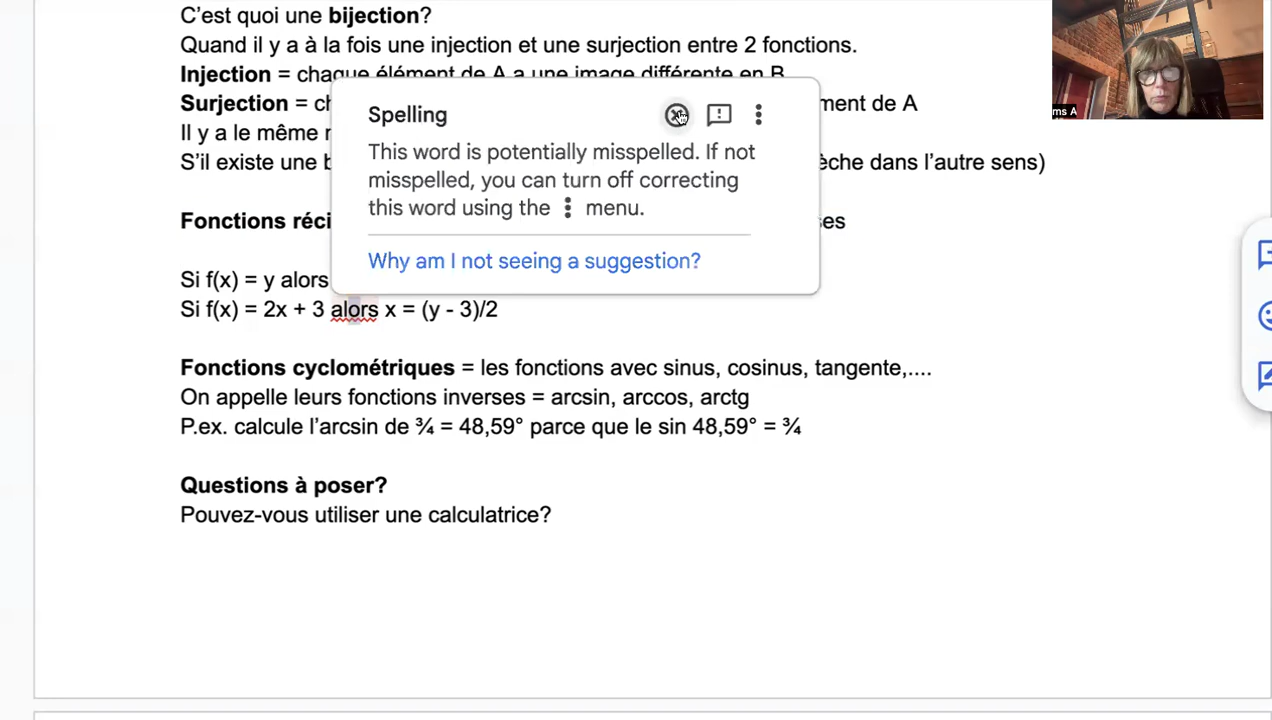 C’est quoi une bijection?
Quand il y a à la fois une injection et une surjection entre 2 fonctions.
Injection = chaque élément de A a une image différente en B
Surjection = ch
ment de A
Il y a le même
S’il existe une b
èche dans l’autre sens)
Spelling
This word is potentially misspelled. If not
misspelled, you can turn off correcting
this word using the ⋮ menu.
Why am I not seeing a suggestion?
Fonctions réci
ses
Si f(x) = y alors
Si f(x) = 2x + 3 alors x = (y - 3)/2
Fonctions cyclométriques = les fonctions avec sinus, cosinus, tangente,....
On appelle leurs fonctions inverses = arcsin, arccos, arctg
P.ex. calcule l’arcsin de ¾ = 48,59° parce que le sin 48,59° = ¾
Questions à poser?
Pouvez-vous utiliser une calculatrice?
ms A